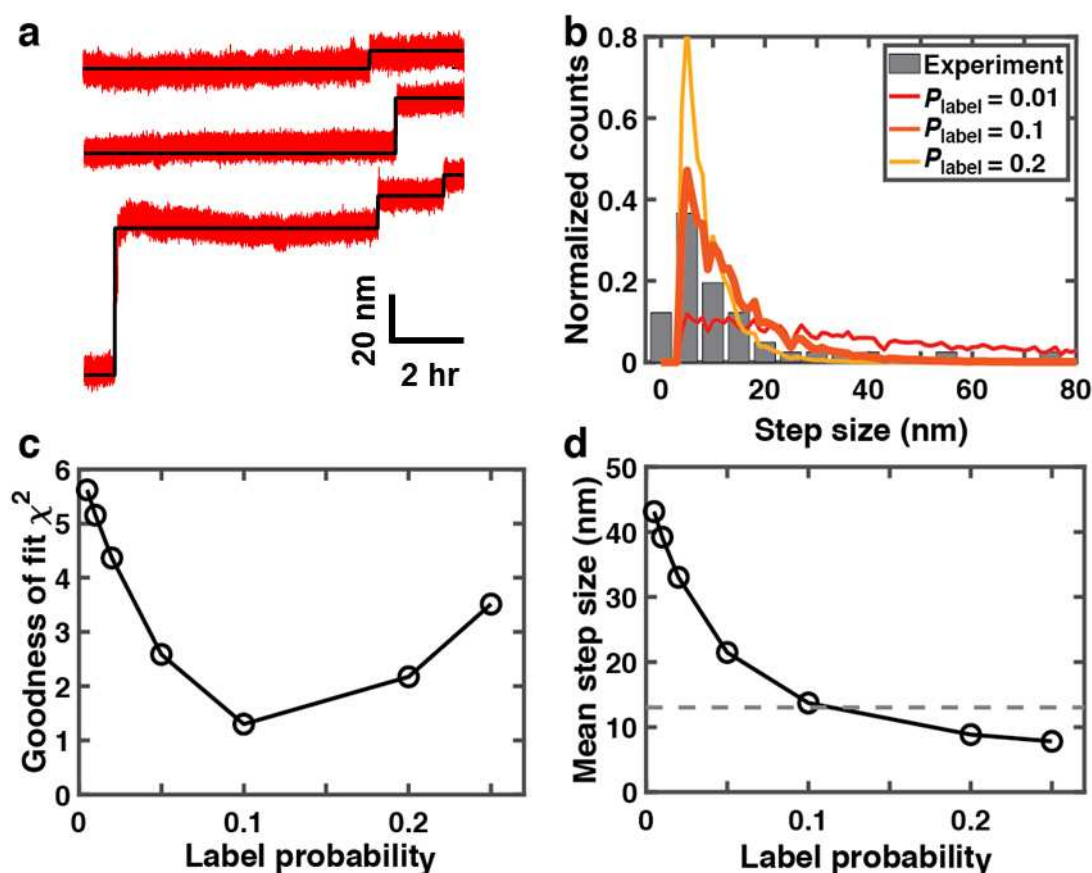 a
20 nm
2 hr
b
Normalized counts
0.8
0.6
0.4
0.2
0
Experiment
P_label = 0.01
P_label = 0.1
P_label = 0.2
0 20 40 60 80
Step size (nm)
c
Goodness of fit χ²
6
5
4
3
2
1
0
0 0.1 0.2
Label probability
d
Mean step size (nm)
50
40
30
20
10
0
0 0.1 0.2
Label probability